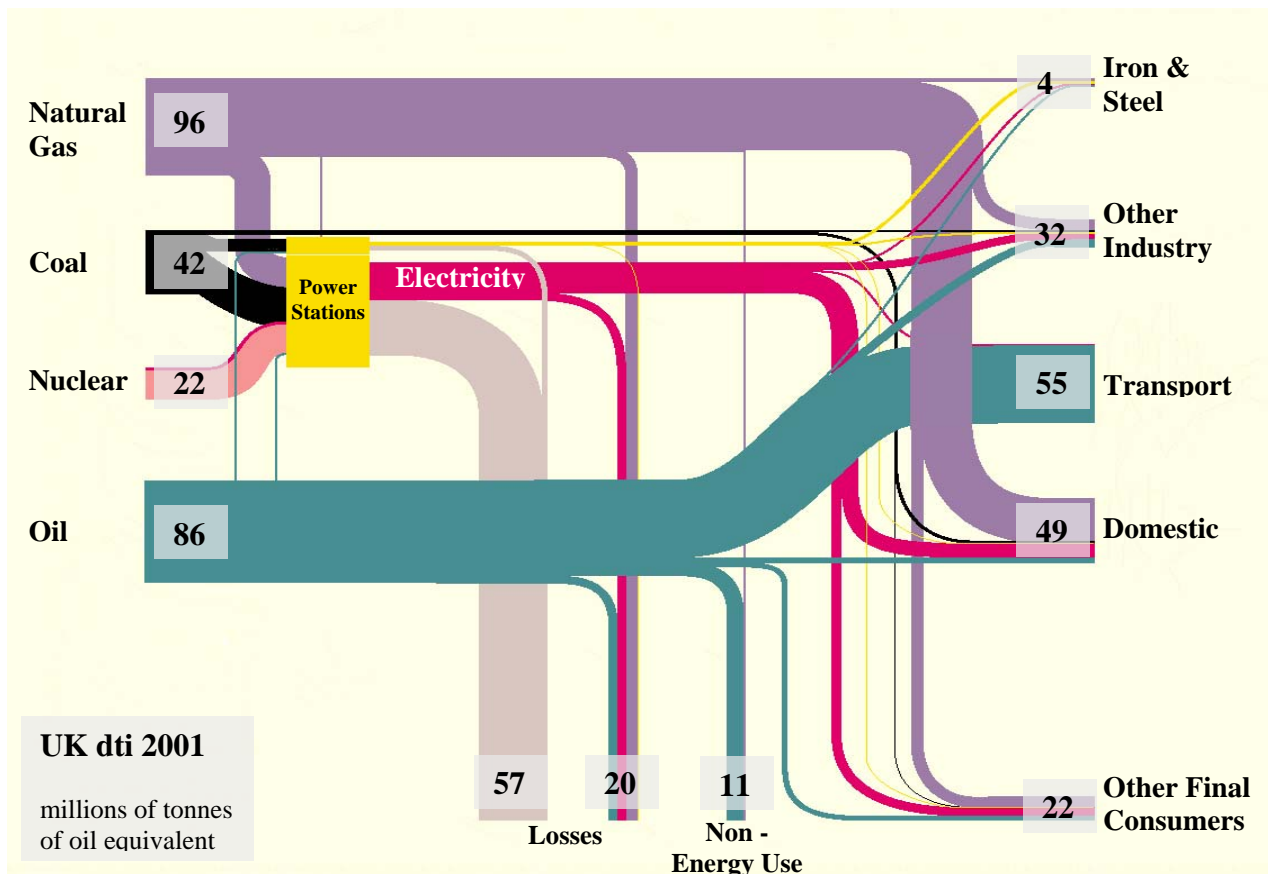 Natural
Gas
96
Coal
42
Nuclear
22
Oil
86
Power
Stations
Electricity
4
Iron &
Steel
32
Other
Industry
55
Transport
49
Domestic
22
Other Final
Consumers
57
20
Losses
11
Non -
Energy Use
UK dti 2001
millions of tonnes
of oil equivalent